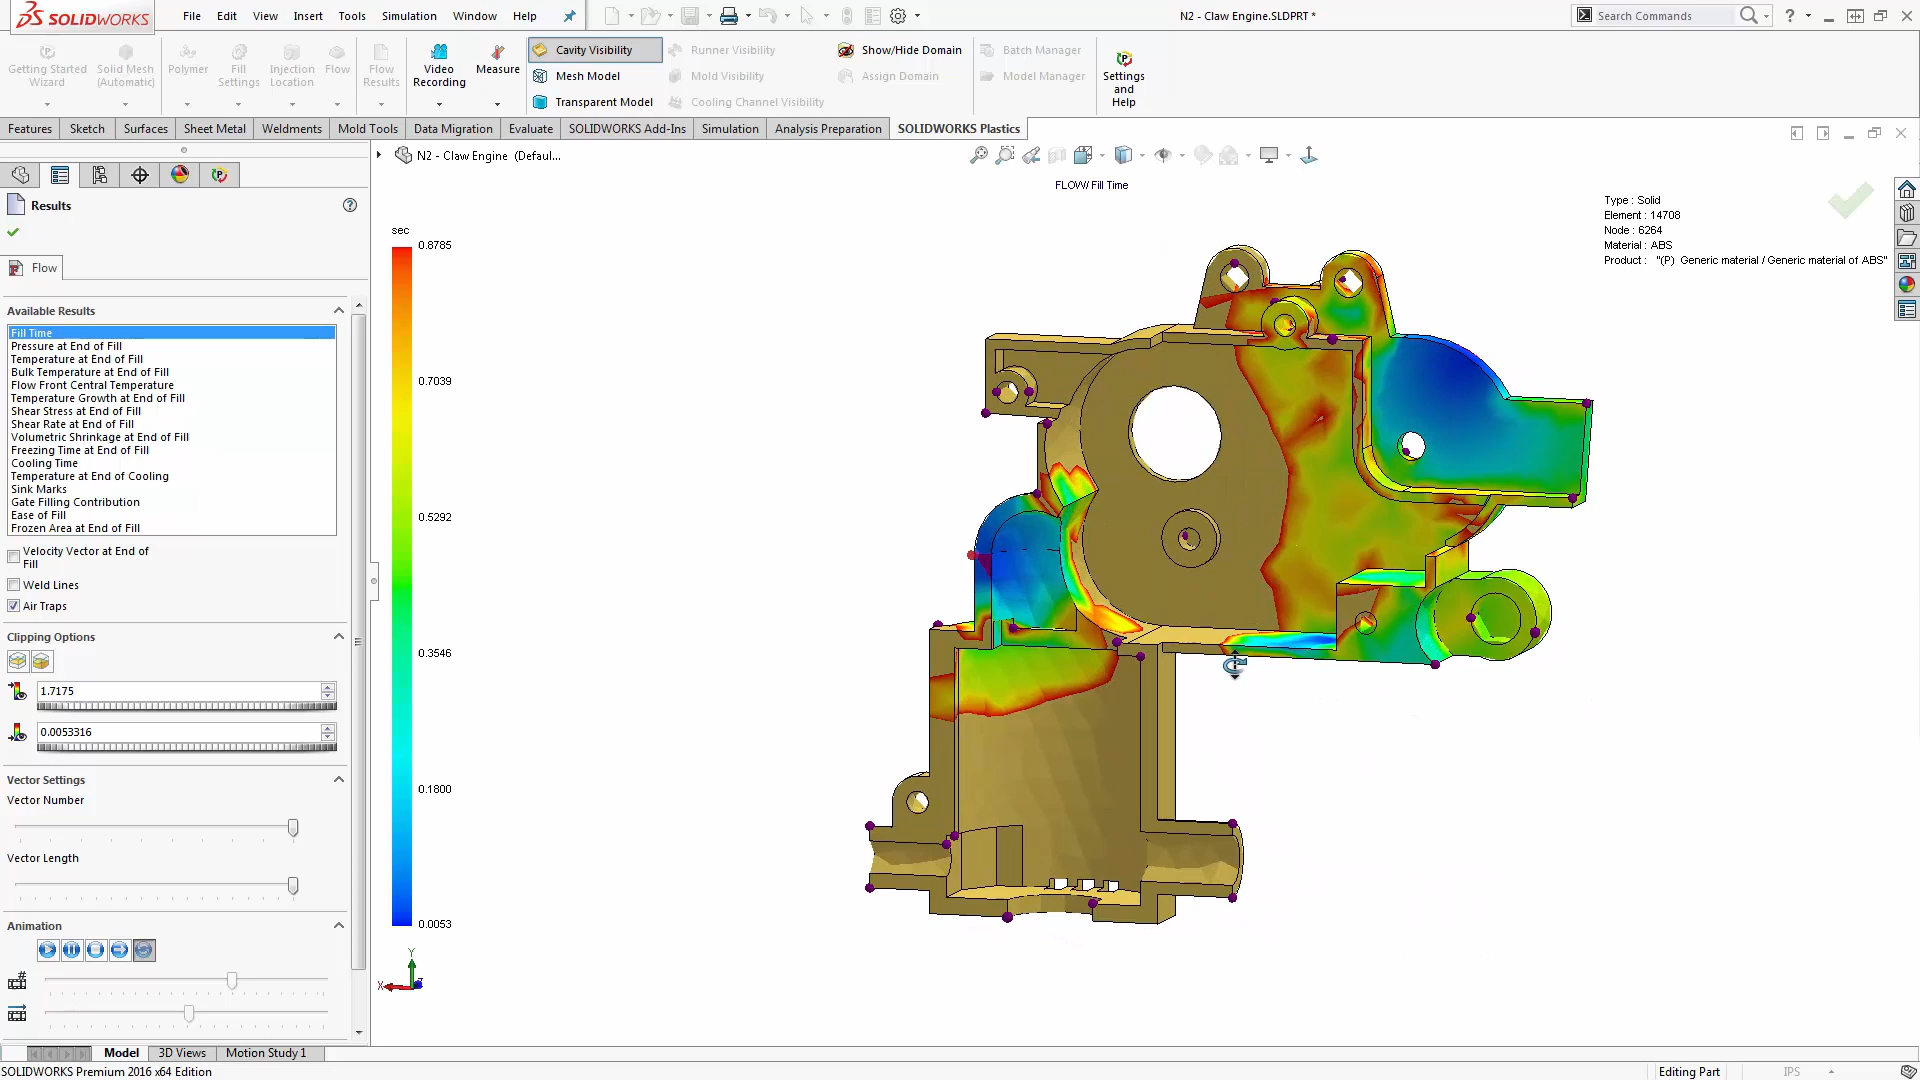 SOLIDWORKS
File Edit View Insert Tools Simulation Window Help
N2 - Claw Engine.SLDPRT *
Search Commands
Getting Started Wizard
Solid Mesh (Automatic)
Polymer
Fill Settings
Injection Location
Flow
Flow Results
Video Recording
Measure
Cavity Visibility
Mesh Model
Transparent Model
Runner Visibility
Mold Visibility
Cooling Channel Visibility
Show/Hide Domain
Assign Domain
Batch Manager
Model Manager
Settings and Help
Features Sketch Surfaces Sheet Metal Weldments Mold Tools Data Migration Evaluate SOLIDWORKS Add-Ins Simulation Analysis Preparation SOLIDWORKS Plastics
N2 - Claw Engine (Defaul...
FLOW/ Fill Time
Type : Solid
Element : 14708
Node : 6264
Material : ABS
Product : "(P) Generic material / Generic material of ABS"
Results
Flow
Available Results
Fill Time
Pressure at End of Fill
Temperature at End of Fill
Bulk Temperature at End of Fill
Flow Front Central Temperature
Temperature Growth at End of Fill
Shear Stress at End of Fill
Shear Rate at End of Fill
Volumetric Shrinkage at End of Fill
Freezing Time at End of Fill
Cooling Time
Temperature at End of Cooling
Sink Marks
Gate Filling Contribution
Ease of Fill
Frozen Area at End of Fill
Velocity Vector at End of Fill
Weld Lines
Air Traps
Clipping Options
1.7175
0.0053316
Vector Settings
Vector Number
Vector Length
Animation
sec
0.8785
0.7039
0.5292
0.3546
0.1800
0.0053
Y
X
Z
Model 3D Views Motion Study 1
SOLIDWORKS Premium 2016 x64 Edition
Editing Part
IPS